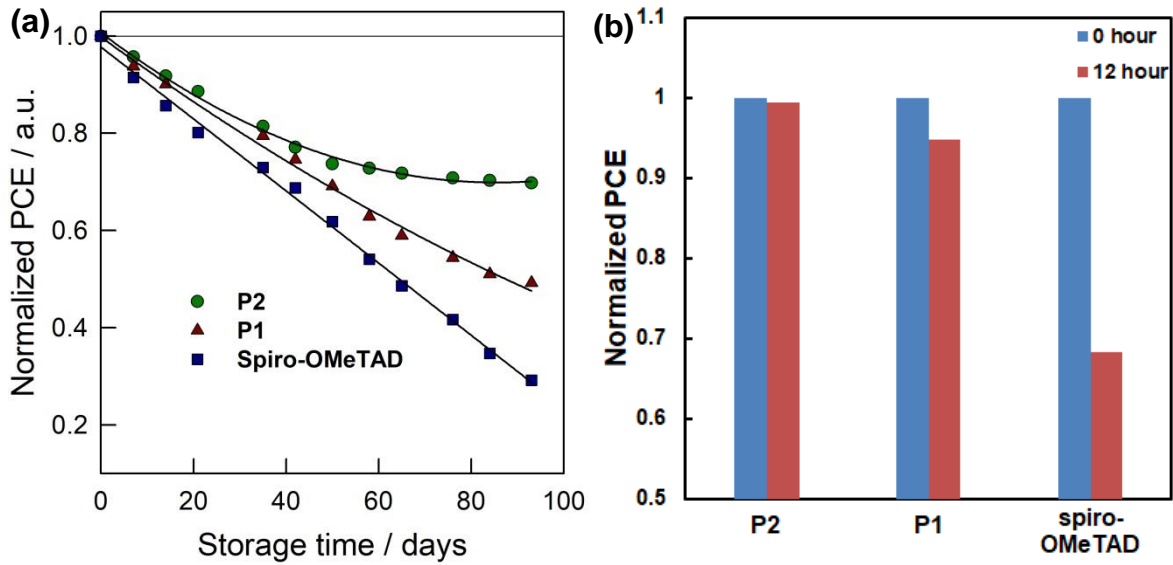 (a)
Normalized PCE / a.u.
1.0
0.8
0.6
0.4
0.2
P2
P1
Spiro-OMeTAD
0
20
40
60
80
100
Storage time / days
(b)
Normalized PCE
1.1
1
0.9
0.8
0.7
0.6
0.5
0 hour
12 hour
P2
P1
spiro-
OMeTAD